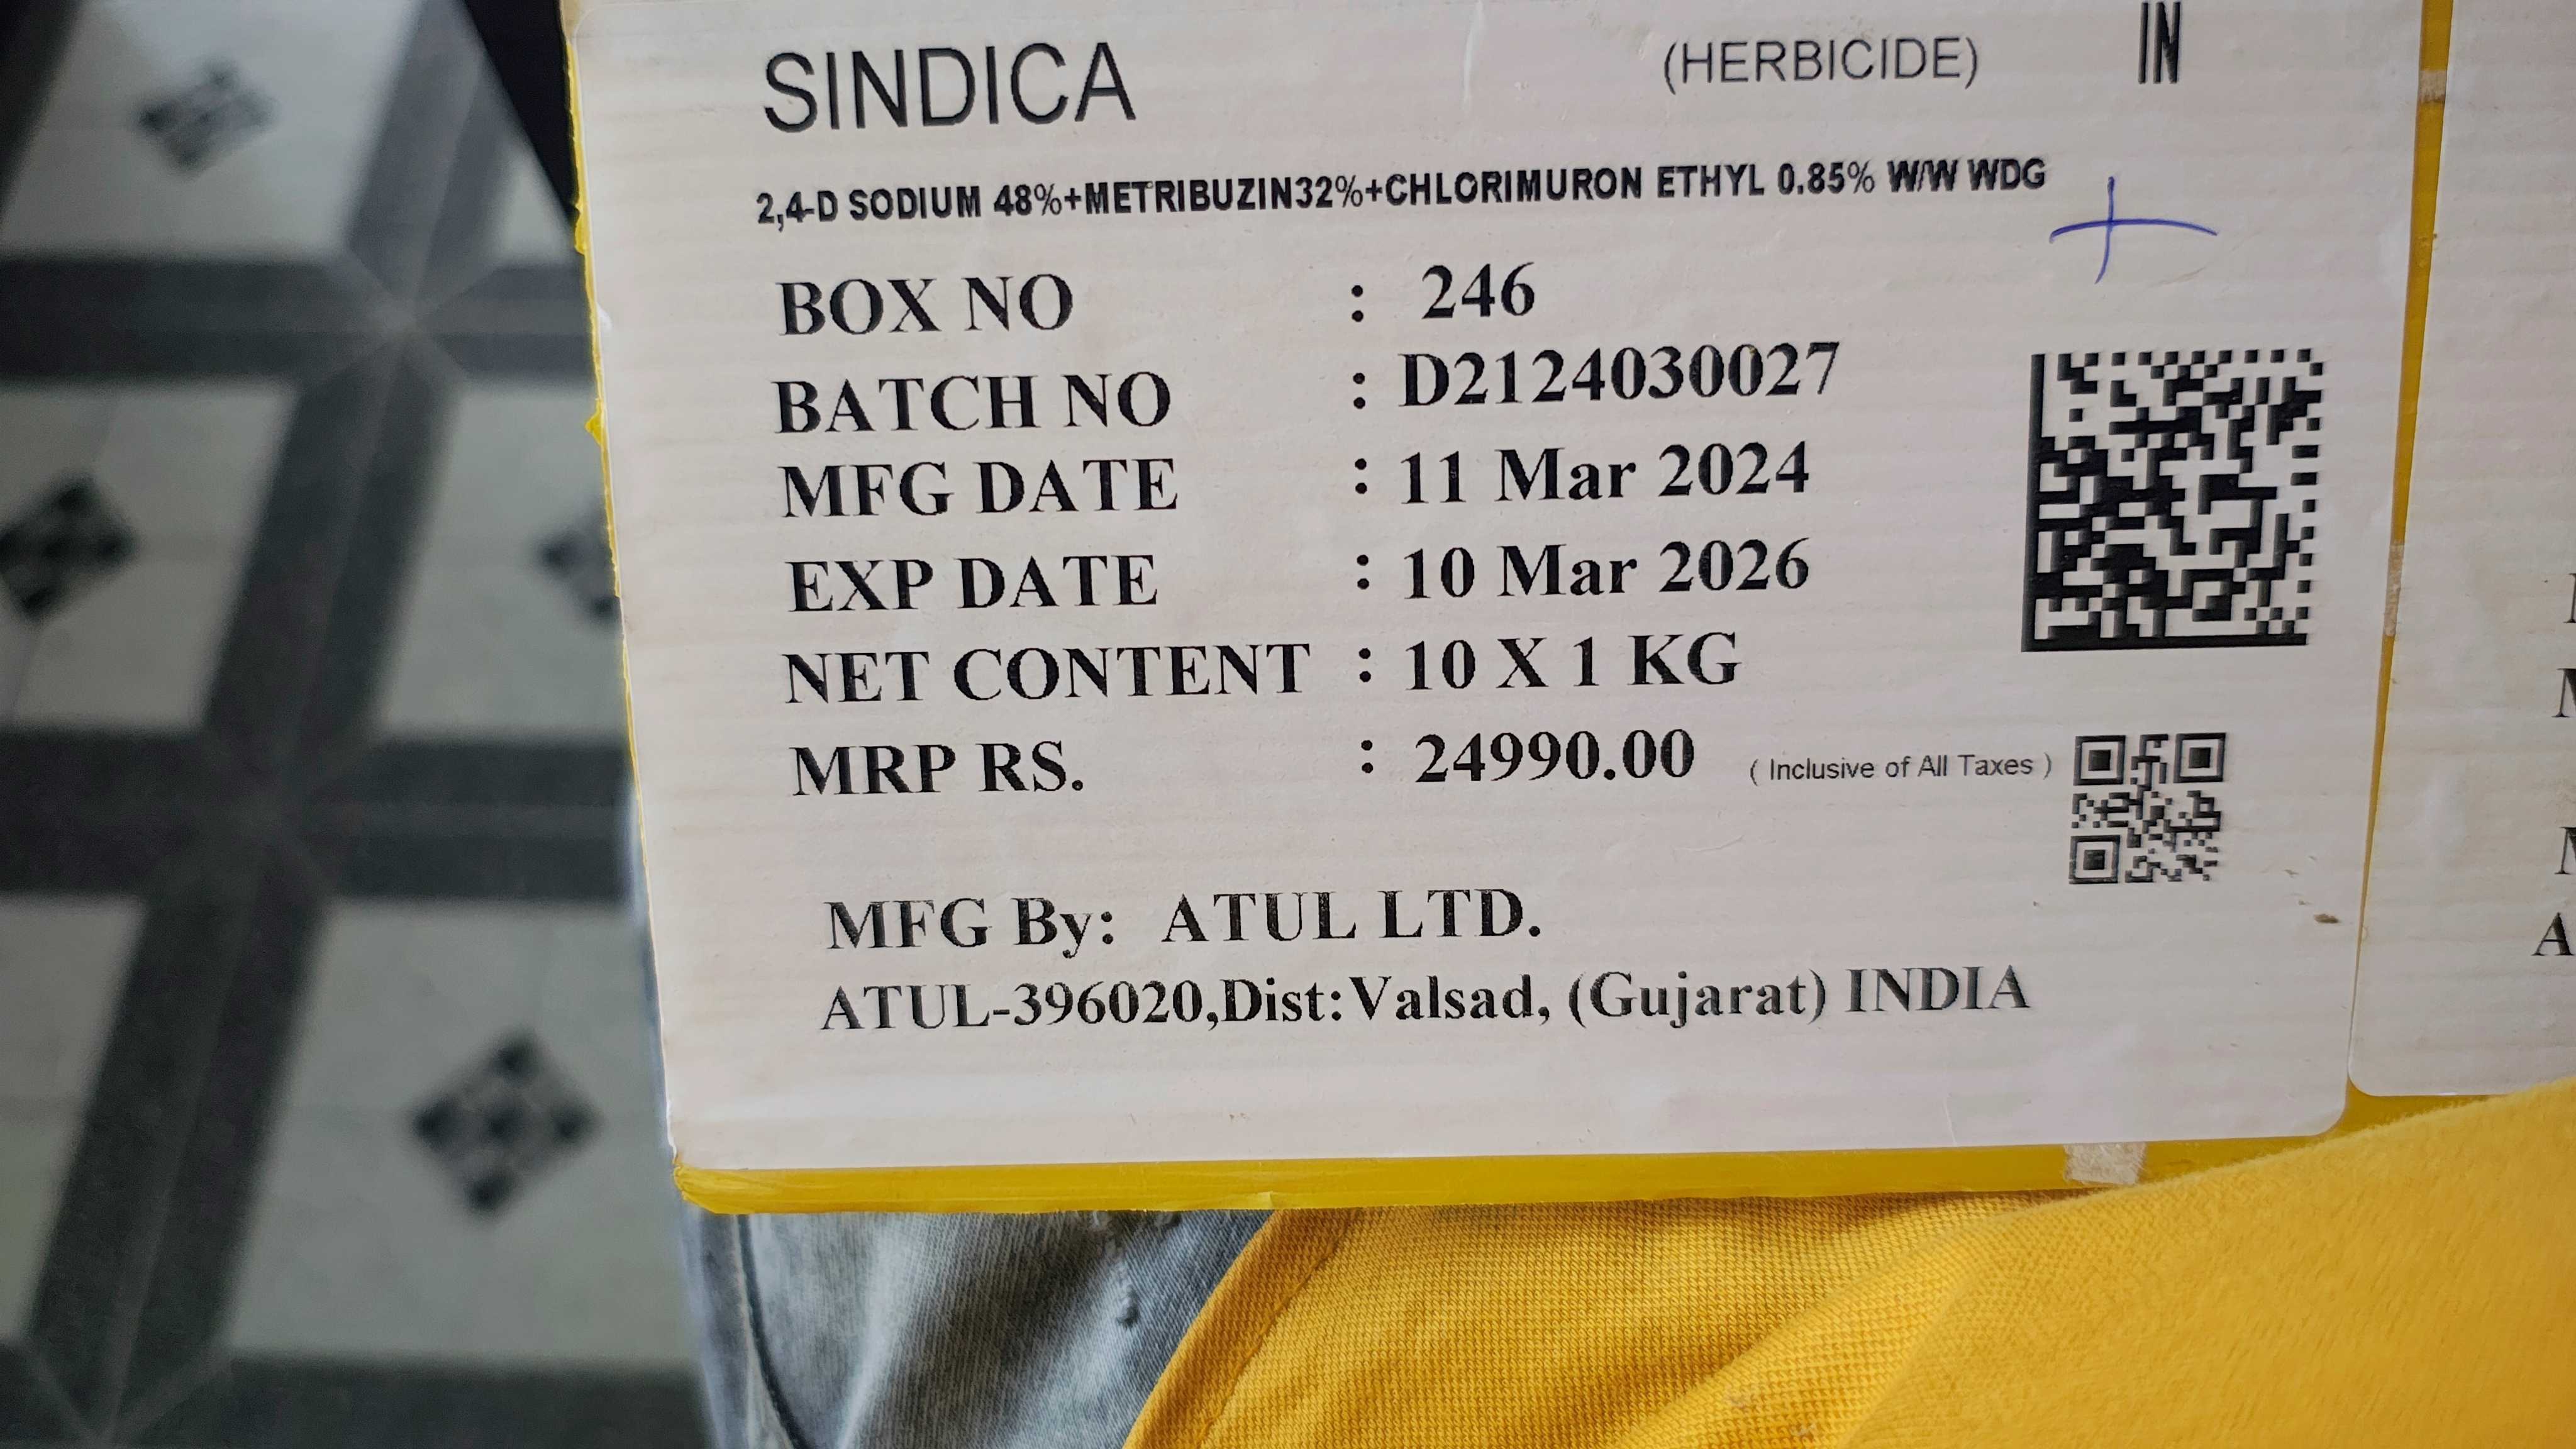 SINDICA (HERBICIDE) IN
2,4-D SODIUM 48%+METRIBUZIN32%+CHLORIMURON ETHYL 0.85% W/W WDG
BOX NO : 246
BATCH NO : D2124030027
MFG DATE : 11 Mar 2024
EXP DATE : 10 Mar 2026
NET CONTENT : 10 X 1 KG
MRP RS. : 24990.00 ( Inclusive of All Taxes )
MFG By: ATUL LTD.
ATUL-396020,Dist:Valsad, (Gujarat) INDIA